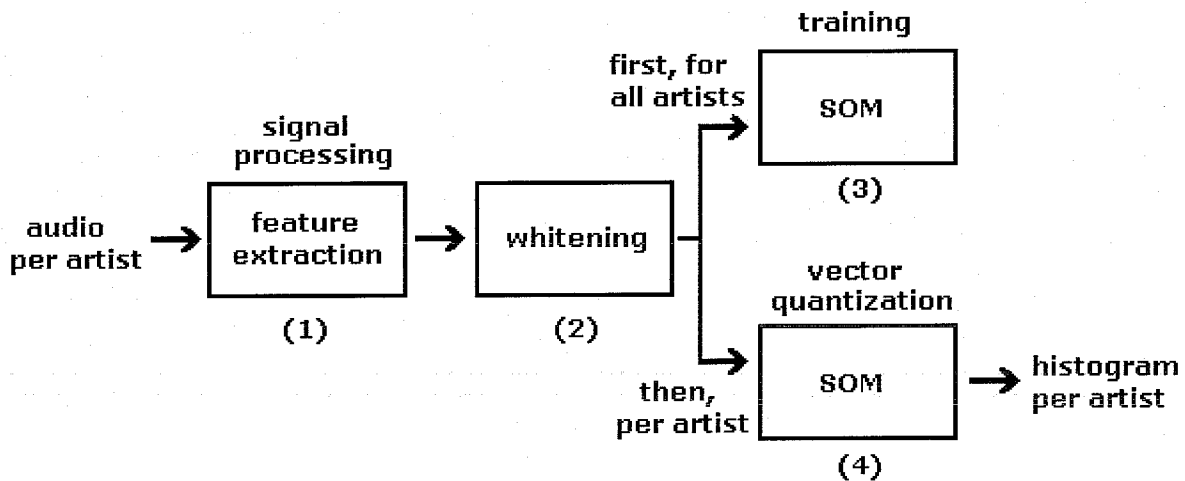 training
first, for
all artists
SOM
(3)
signal
processing
audio
per artist
feature
extraction
(1)
whitening
(2)
vector
quantization
then,
per artist
SOM
(4)
histogram
per artist